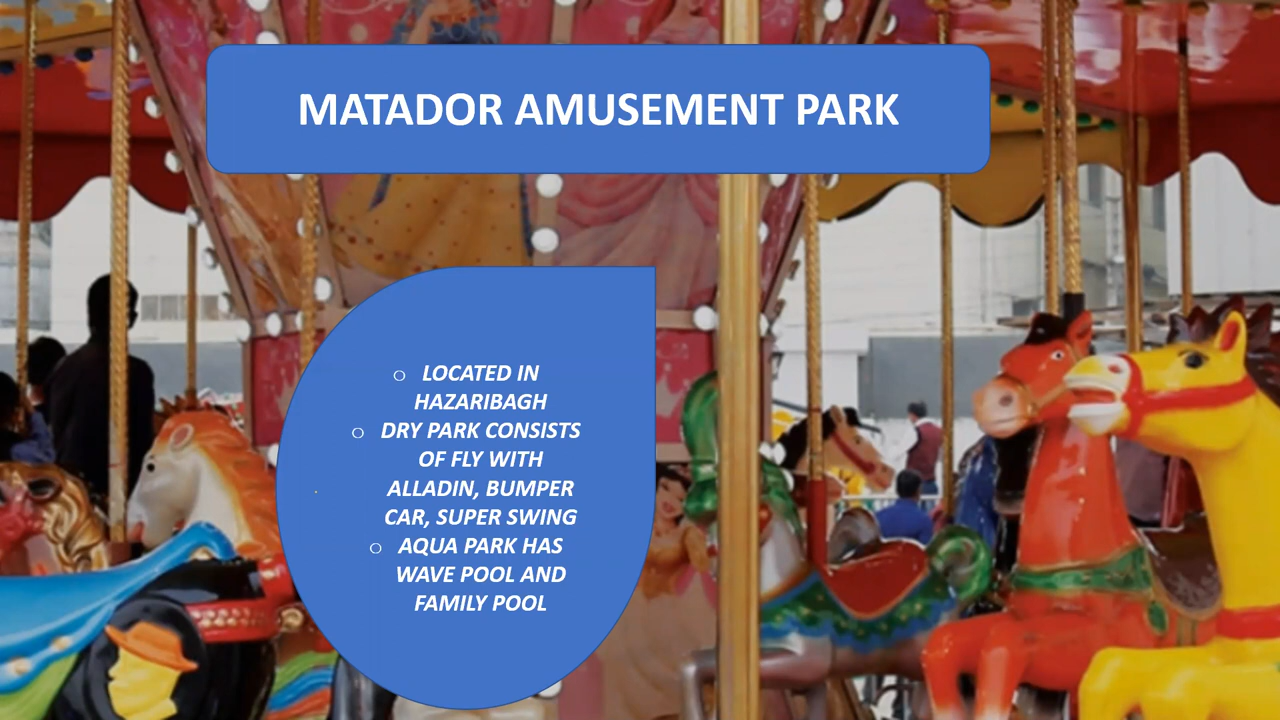 MATADOR AMUSEMENT PARK
○ LOCATED IN
HAZARIBAGH
○ DRY PARK CONSISTS
OF FLY WITH
ALLADIN, BUMPER
CAR, SUPER SWING
○ AQUA PARK HAS
WAVE POOL AND
FAMILY POOL